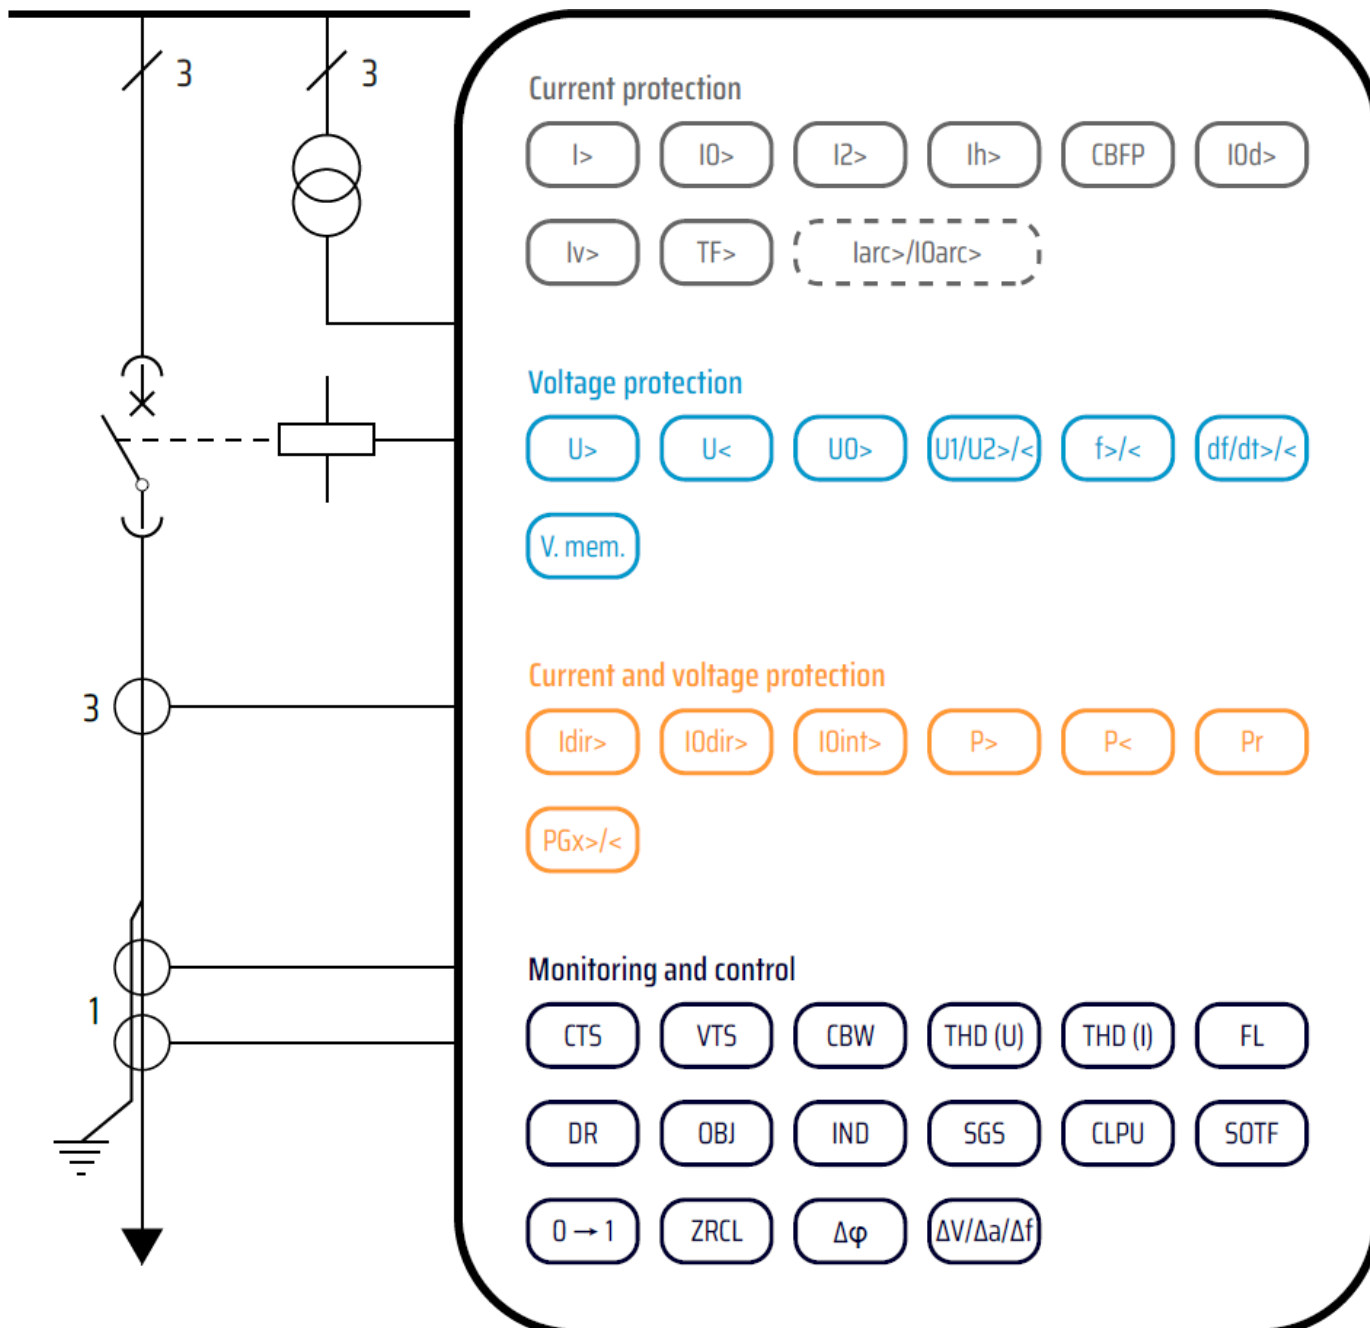 3
3
Current protection
I>
I0>
I2>
Ih>
CBFP
I0d>
Iv>
TF>
Iarc>/I0arc>
Voltage protection
U>
U<
U0>
U1/U2>/<
f>/<
df/dt>/<
V. mem.
Current and voltage protection
3
Idir>
I0dir>
I0int>
P>
P<
Pr
PGx>/<
Monitoring and control
1
CTS
VTS
CBW
THD (U)
THD (I)
FL
DR
OBJ
IND
SGS
CLPU
SOTF
0 → 1
ZRCL
Δφ
ΔV/Δa/Δf